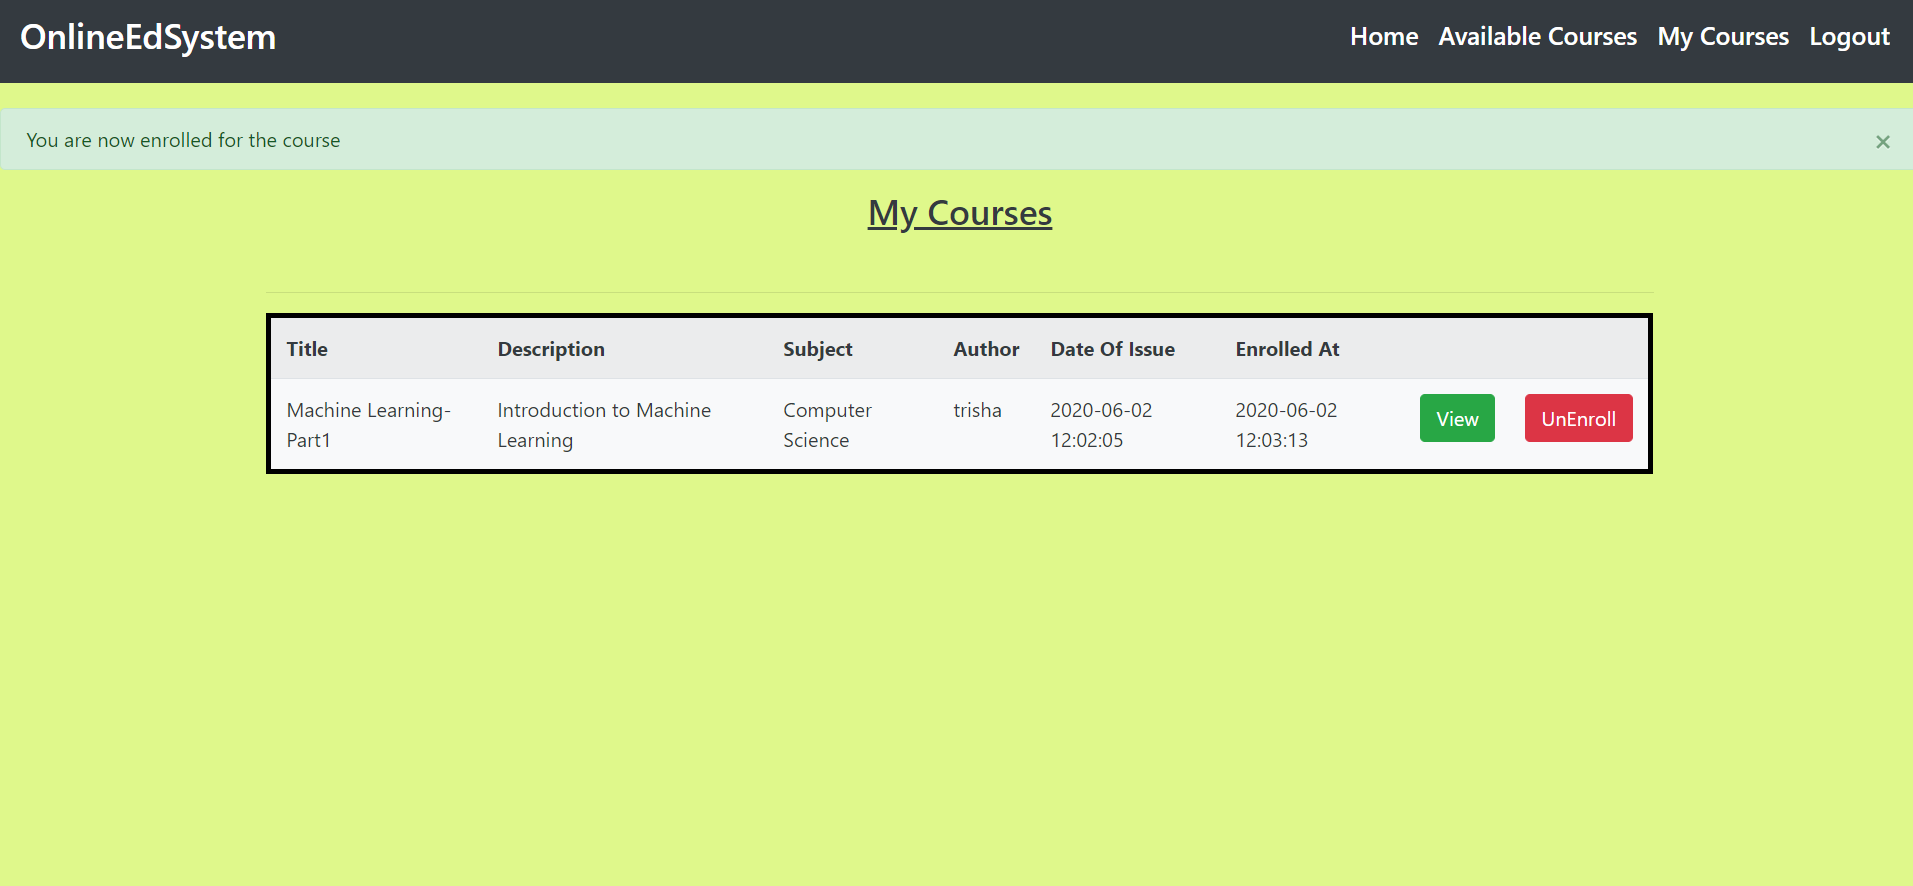 OnlineEdSystem
Home Available Courses My Courses Logout
You are now enrolled for the course ×
My Courses
Title Description Subject Author Date Of Issue Enrolled At
Machine Learning- Introduction to Machine Computer trisha 2020-06-02 2020-06-02 View UnEnroll
Part1 Learning Science 12:02:05 12:03:13